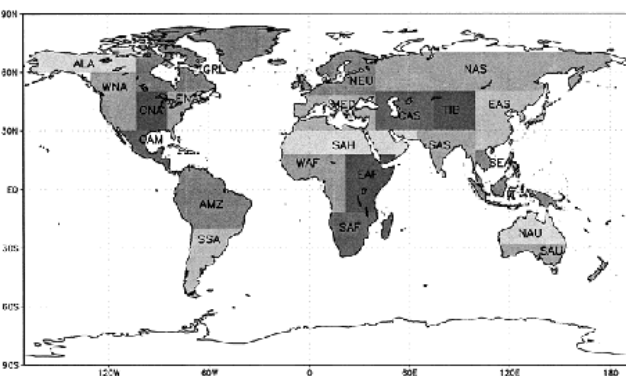 90N
ALA
GRL
NAS
NEU
60N
WNA
ENA
CNA
MED
CAS
TIB
EAS
30N
CAM
SAH
SAS
WAF
SEA
EAF
EQ
AMZ
SAF
SSA
NAU
30S
SAU
60S
90S
120W
60W
0
60E
120E
180